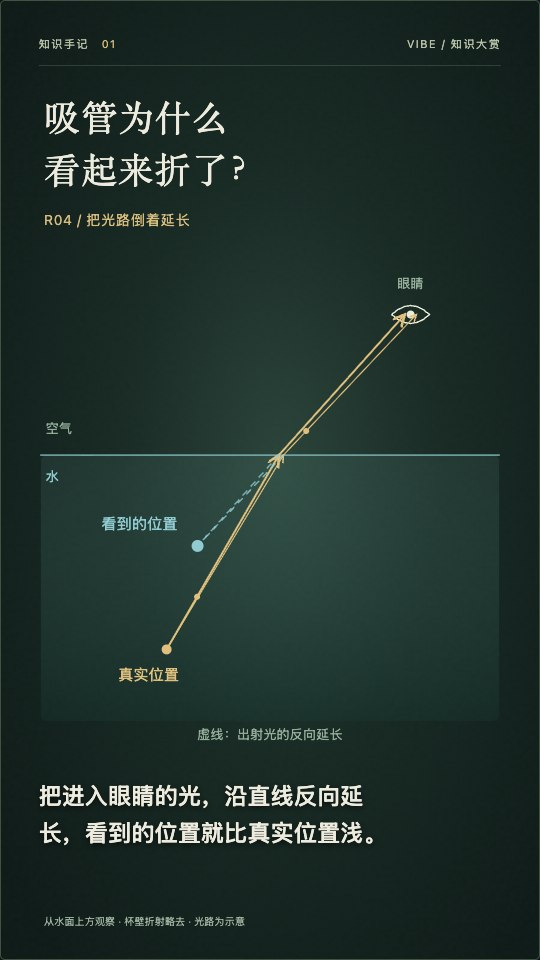 知识手记 01
VIBE / 知识大赏
吸管为什么
看起来折了?
R04 / 把光路倒着延长
眼睛
空气
水
看到的位置
真实位置
虚线：出射光的反向延长
把进入眼睛的光，沿直线反向延
长，看到的位置就比真实位置浅。
从水面上方观察 · 杯壁折射略去 · 光路为示意